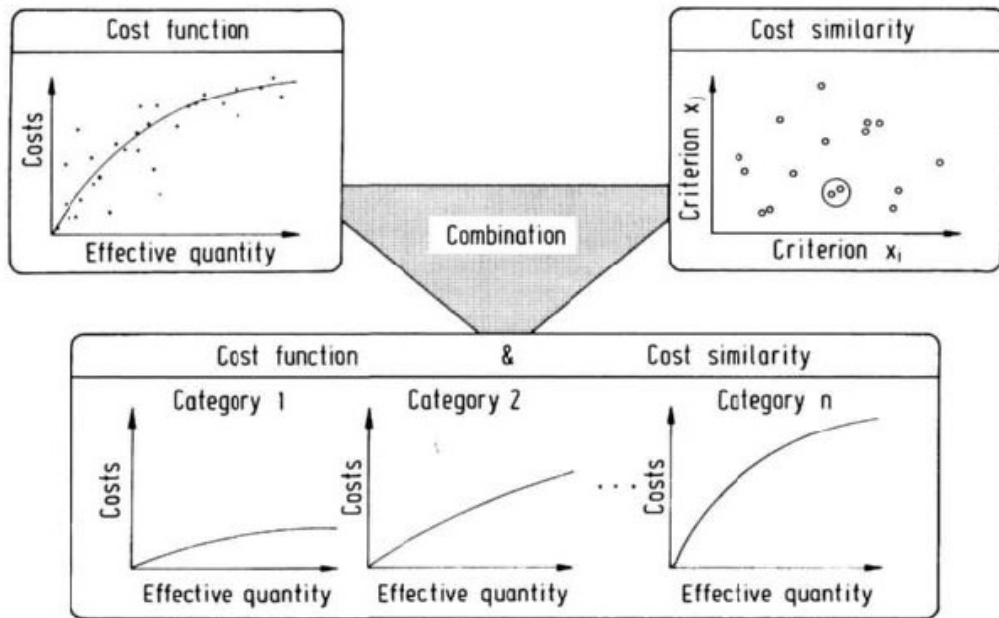 Cost function
Costs
Effective quantity
Cost similarity
Criterion xj
Criterion xi
Combination
Cost function & Cost similarity
Category 1
Costs
Effective quantity
Category 2
Costs
Effective quantity
...
Category n
Costs
Effective quantity